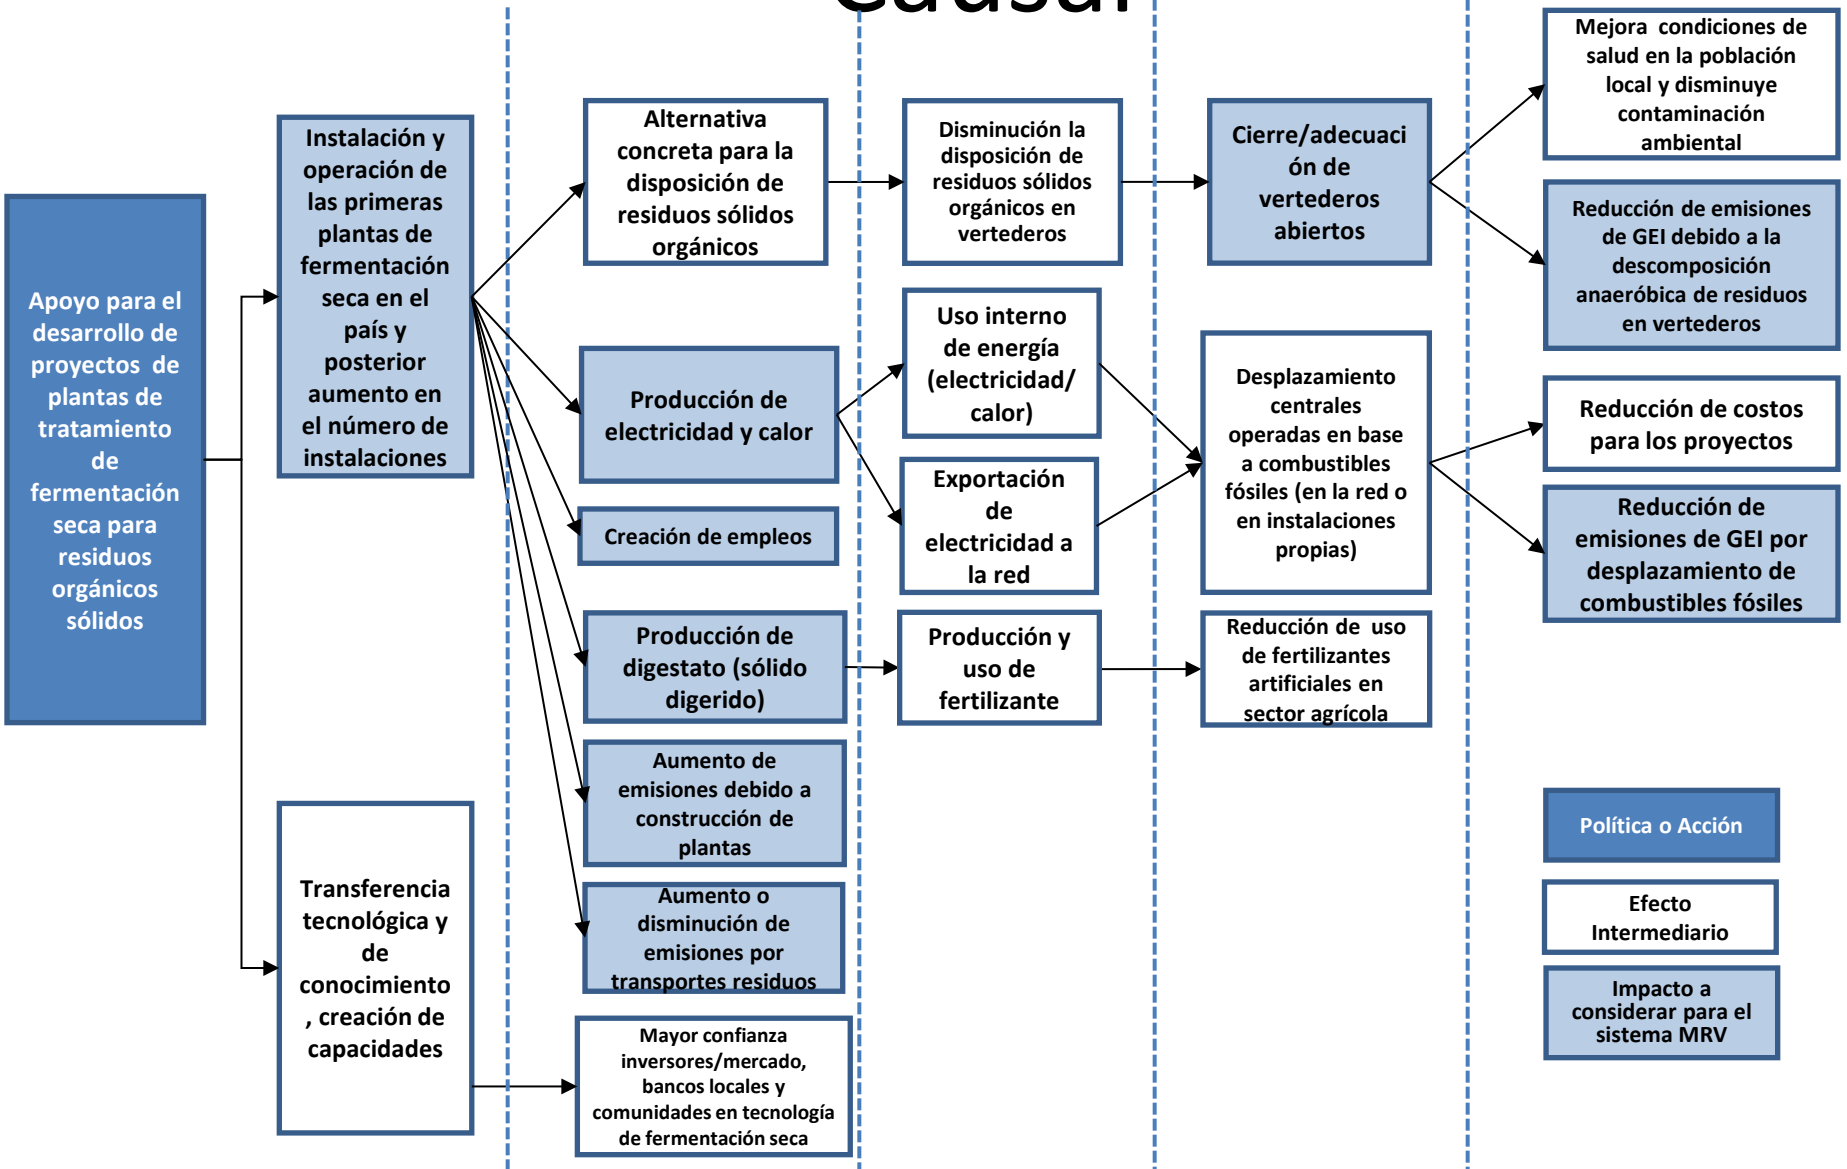 Causal
Apoyo para el
desarrollo de
proyectos de
plantas de
tratamiento
de
fermentación
seca para
residuos
orgánicos
sólidos
Instalación y
operación de
las primeras
plantas de
fermentación
seca en el
país y
posterior
aumento en
el número de
instalaciones
Transferencia
tecnológica y
de
conocimiento
, creación de
capacidades
Alternativa
concreta para la
disposición de
residuos sólidos
orgánicos
Producción de
electricidad y calor
Creación de empleos
Producción de
digestato (sólido
digerido)
Aumento de
emisiones debido a
construcción de
plantas
Aumento o
disminución de
emisiones por
transportes residuos
Mayor confianza
inversores/mercado,
bancos locales y
comunidades en tecnología
de fermentación seca
Disminución la
disposición de
residuos sólidos
orgánicos en
vertederos
Uso interno
de energía
(electricidad/
calor)
Exportación
de
electricidad a
la red
Producción y
uso de
fertilizante
Cierre/adecuaci
ón de
vertederos
abiertos
Desplazamiento
centrales
operadas en base
a combustibles
fósiles (en la red o
en instalaciones
propias)
Reducción de uso
de fertilizantes
artificiales en
sector agrícola
Mejora condiciones de
salud en la población
local y disminuye
contaminación
ambiental
Reducción de emisiones
de GEI debido a la
descomposición
anaeróbica de residuos
en vertederos
Reducción de costos
para los proyectos
Reducción de
emisiones de GEI por
desplazamiento de
combustibles fósiles
Política o Acción
Efecto
Intermediario
Impacto a
considerar para el
sistema MRV